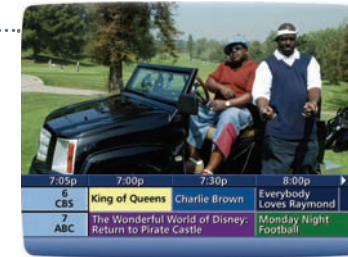 7:05p 7:00p 7:30p 8:00p
6 CBS King of Queens Charlie Brown Everybody Loves Raymond
7 ABC The Wonderful World of Disney: Return to Pirate Castle Monday Night Football